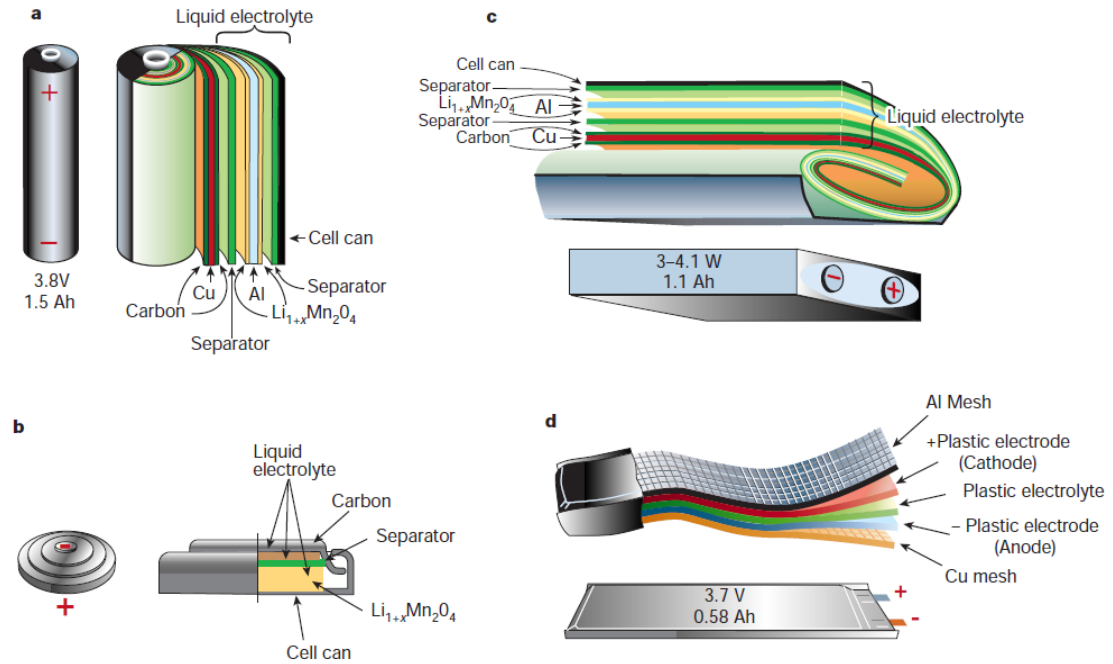 a
Liquid electrolyte
+
−
3.8V
1.5 Ah
Cell can
Separator
Cu
Al
Carbon
Li1+xMn2O4
Separator
c
Cell can
Separator
Li1+xMn2O4 Al
Separator
Carbon Cu
Liquid electrolyte
3–4.1 W
1.1 Ah
−
+
b
Liquid
electrolyte
Carbon
Separator
Li1+xMn2O4
Cell can
−
+
d
Al Mesh
+Plastic electrode
(Cathode)
Plastic electrolyte
− Plastic electrode
(Anode)
Cu mesh
3.7 V
0.58 Ah
+
-